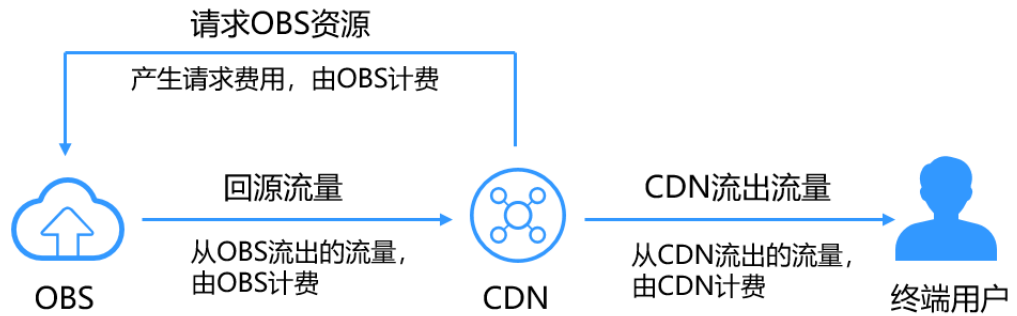 请求OBS资源
产生请求费用，由OBS计费
回源流量
从OBS流出的流量，
由OBS计费
CDN流出流量
从CDN流出的流量，
由CDN计费
OBS
CDN
终端用户